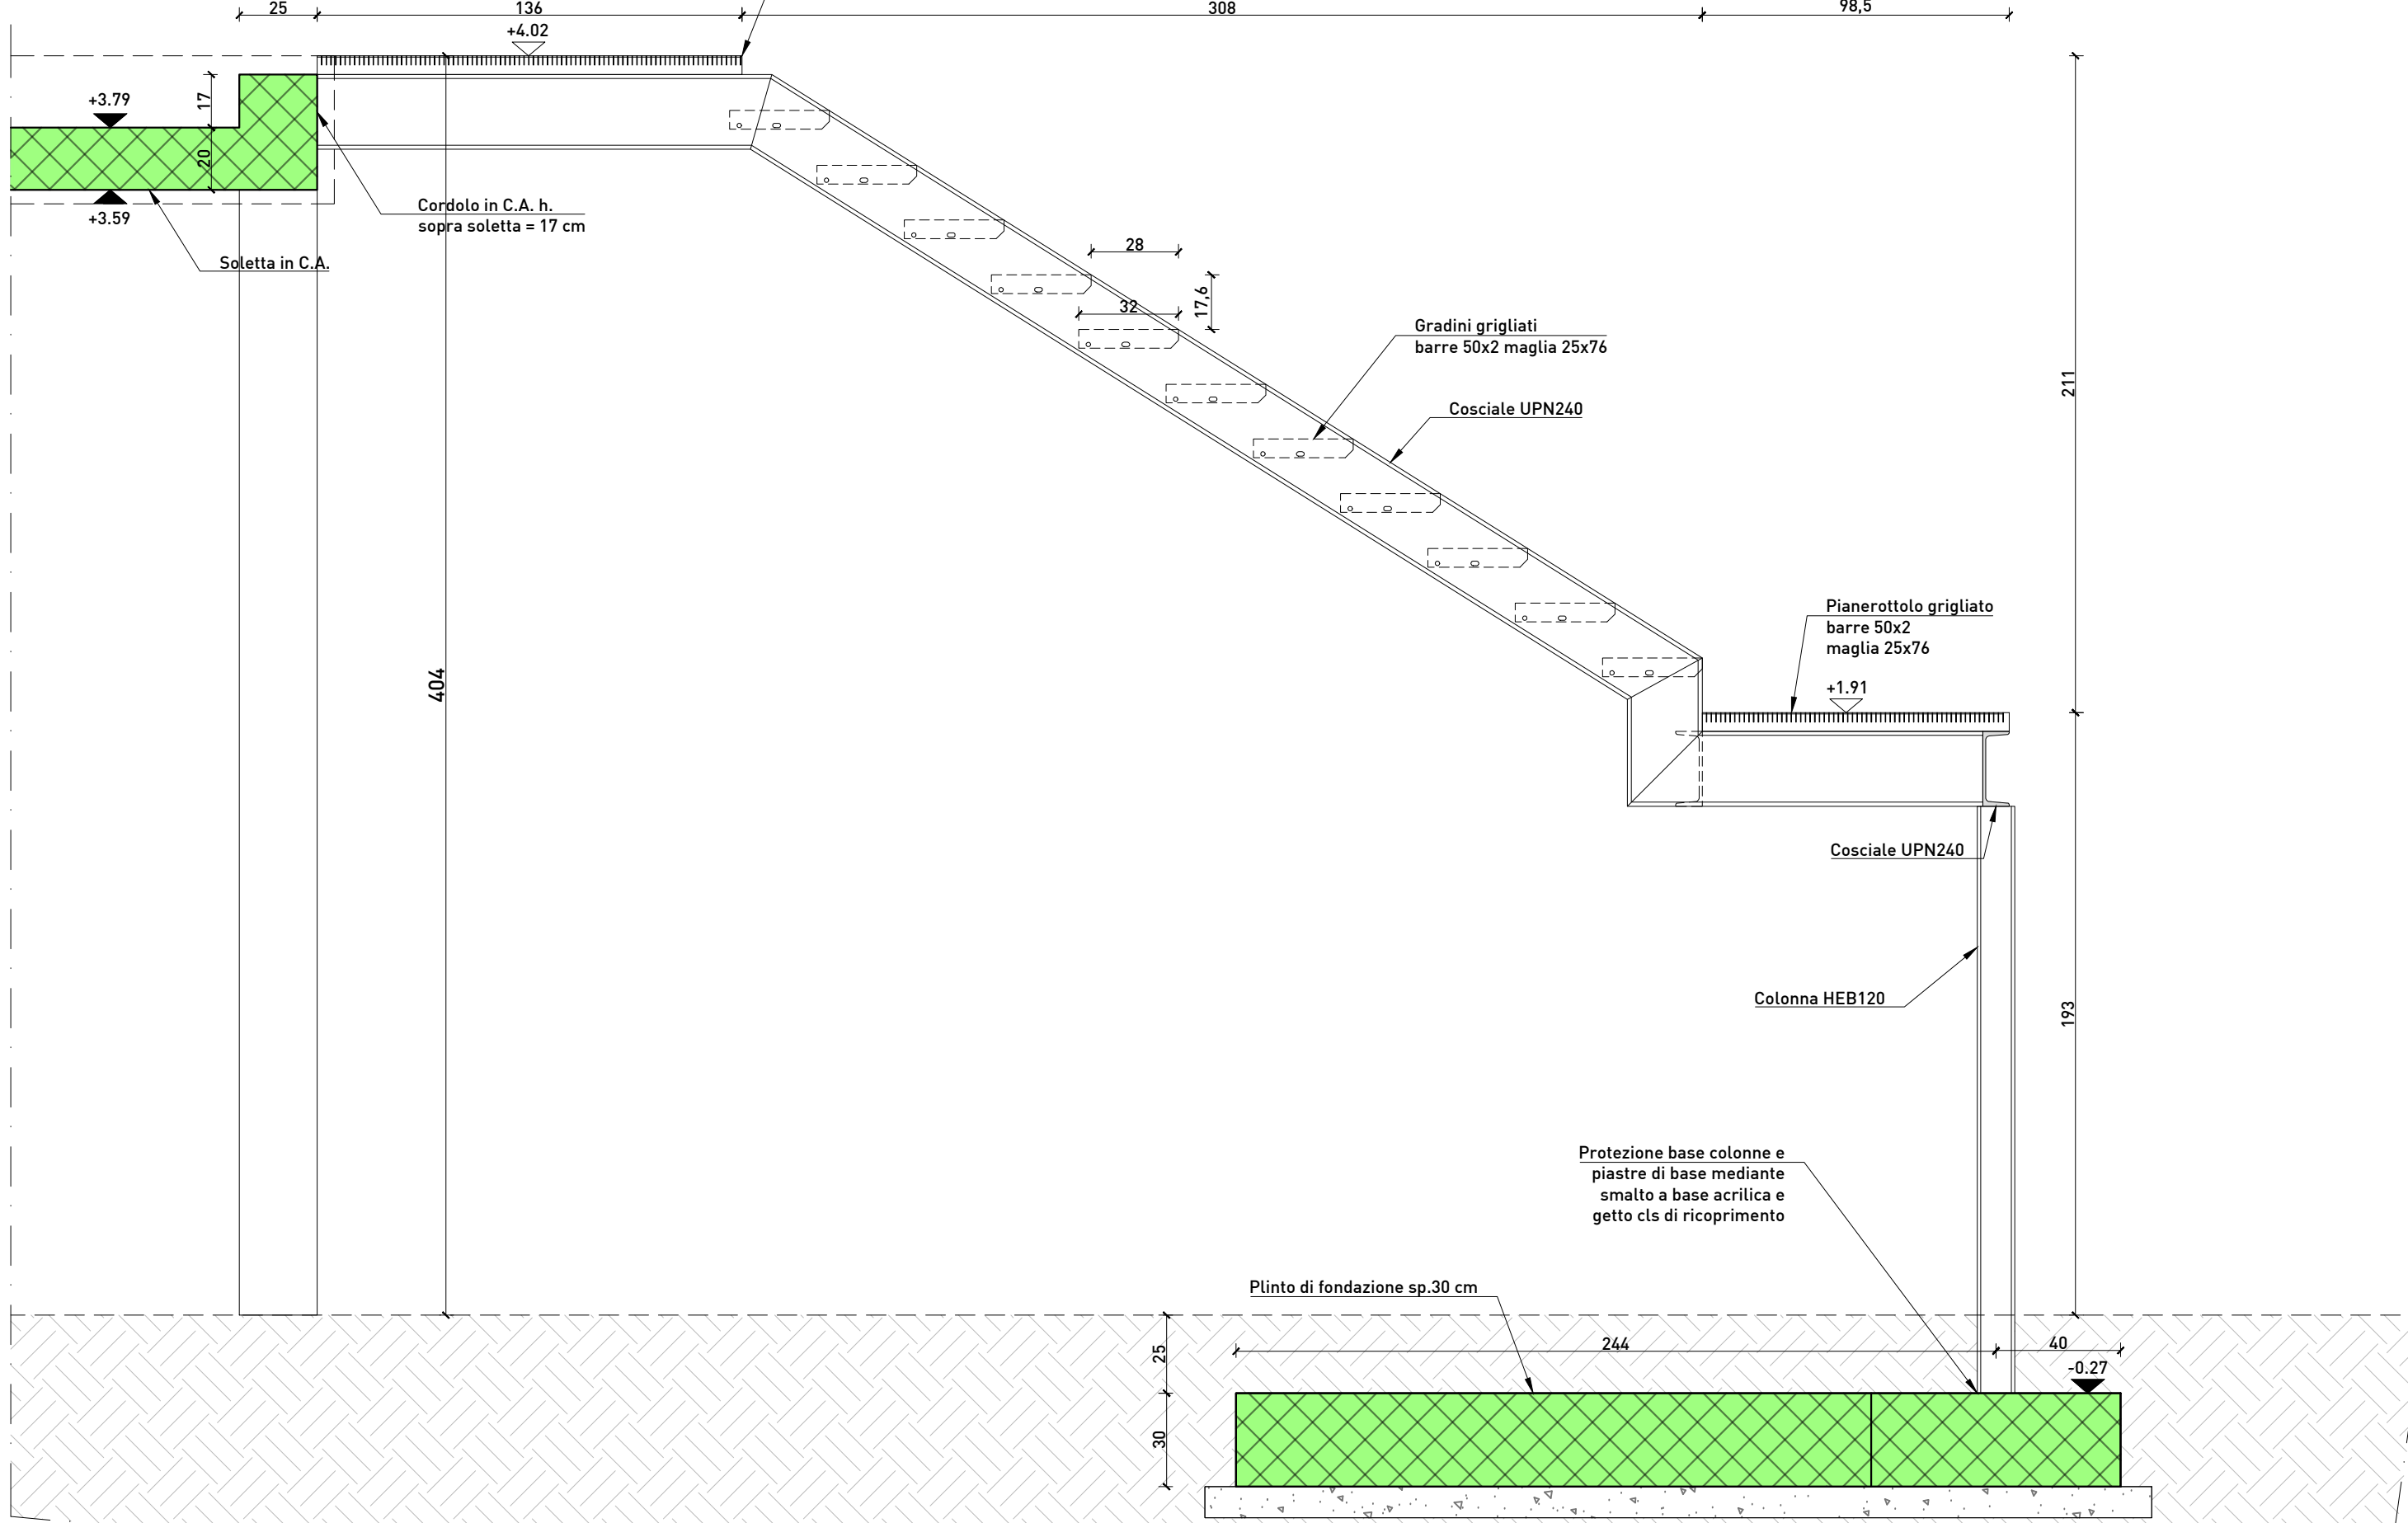 25
136
308
98,5
+4.02
+3.79
17
20
+3.59
Cordolo in C.A. h.
sopra soletta = 17 cm
Soletta in C.A.
28
32
17,6
Gradini grigliati
barre 50x2 maglia 25x76
Cosciale UPN240
211
404
Pianerottolo grigliato
barre 50x2
maglia 25x76
+1.91
Cosciale UPN240
Colonna HEB120
193
Protezione base colonne e
piastre di base mediante
smalto a base acrilica e
getto cls di ricoprimento
Plinto di fondazione sp.30 cm
25
244
40
-0.27
30